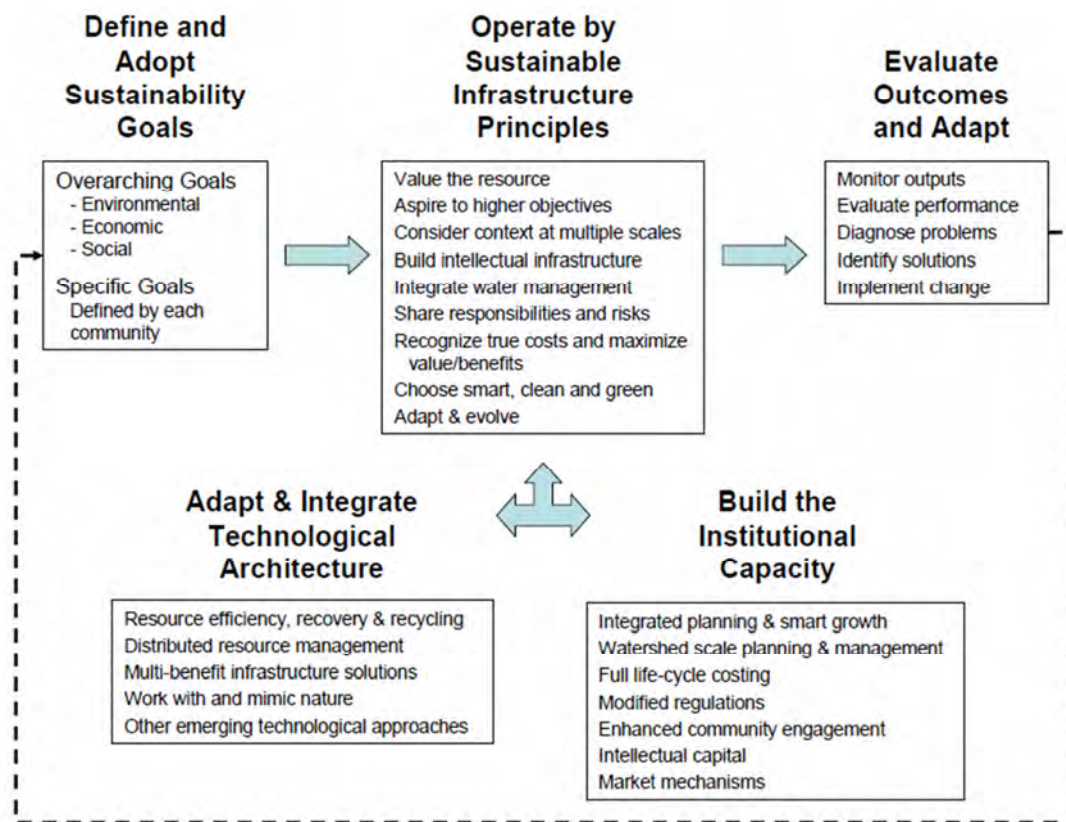 Define and
Adopt
Sustainability
Goals
Overarching Goals
- Environmental
- Economic
- Social
Specific Goals
Defined by each
community
Operate by
Sustainable
Infrastructure
Principles
Value the resource
Aspire to higher objectives
Consider context at multiple scales
Build intellectual infrastructure
Integrate water management
Share responsibilities and risks
Recognize true costs and maximize
value/benefits
Choose smart, clean and green
Adapt & evolve
Evaluate
Outcomes
and Adapt
Monitor outputs
Evaluate performance
Diagnose problems
Identify solutions
Implement change
Adapt & Integrate
Technological
Architecture
Resource efficiency, recovery & recycling
Distributed resource management
Multi-benefit infrastructure solutions
Work with and mimic nature
Other emerging technological approaches
Build the
Institutional
Capacity
Integrated planning & smart growth
Watershed scale planning & management
Full life-cycle costing
Modified regulations
Enhanced community engagement
Intellectual capital
Market mechanisms